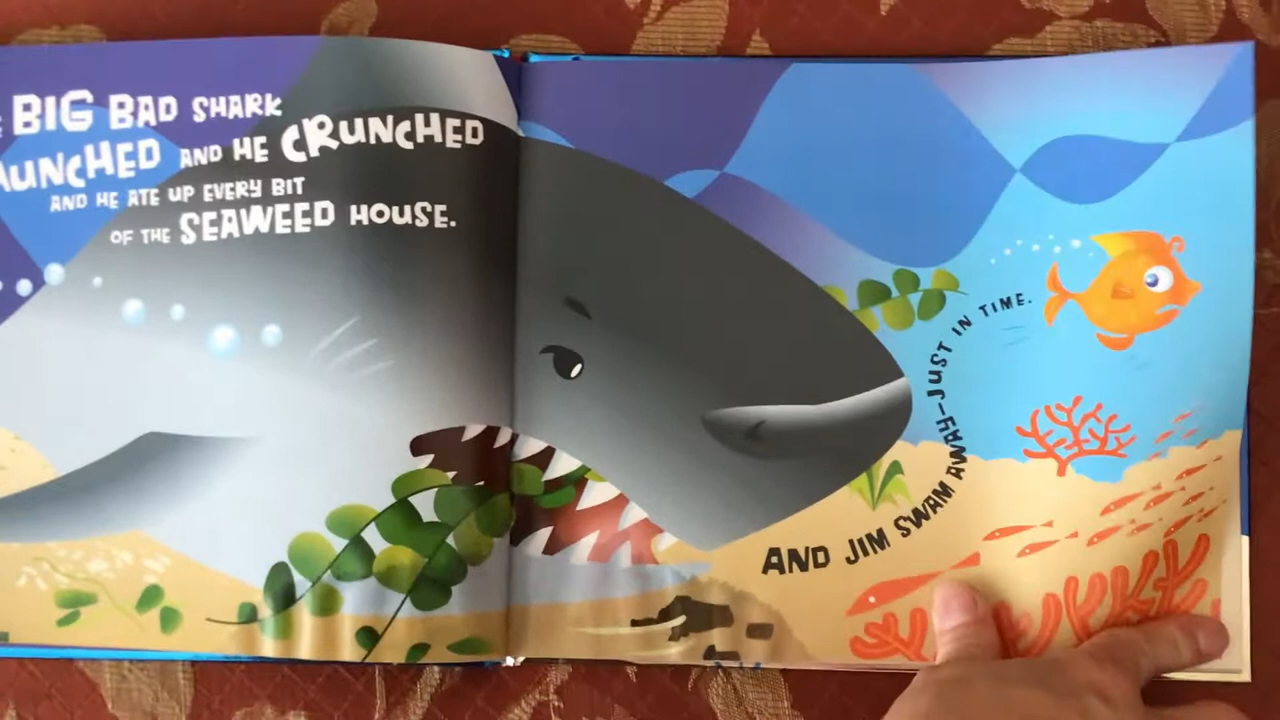 BIG BAD SHARK
AND HE CRUNCHED
AND HE ATE UP EVERY BIT
OF THE SEAWEED HOUSE.
AND JIM SWAM AWAY—JUST IN TIME.